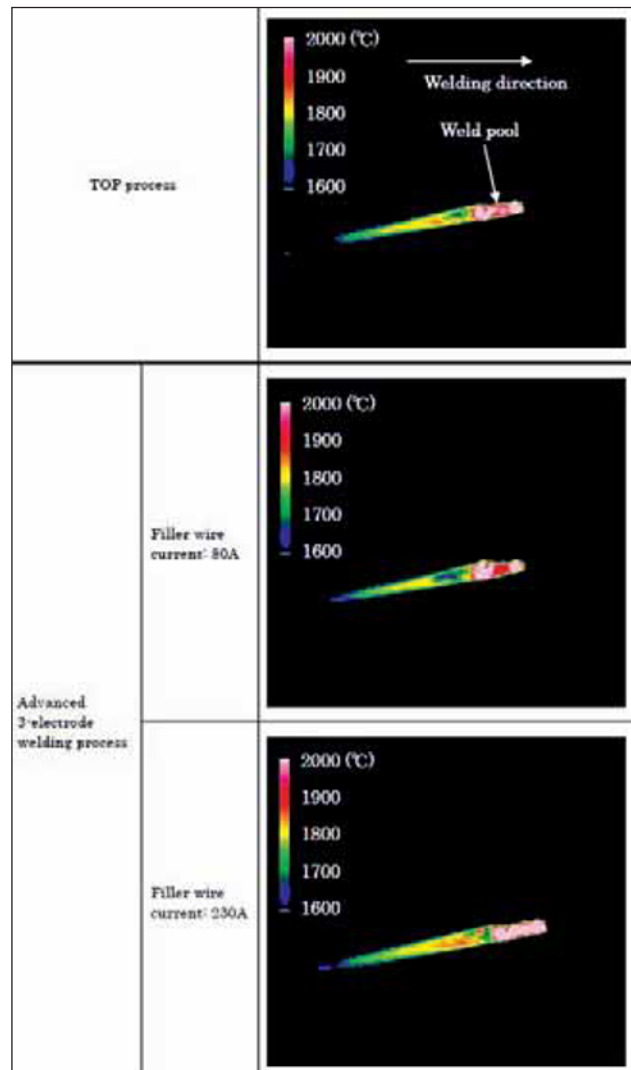 TOP process
2000 (℃)
1900
1800
1700
1600
Welding direction
Weld pool
Advanced
3-electrode
welding process
Filler wire
current: 80A
2000 (℃)
1900
1800
1700
1600
Filler wire
current: 230A
2000 (℃)
1900
1800
1700
1600